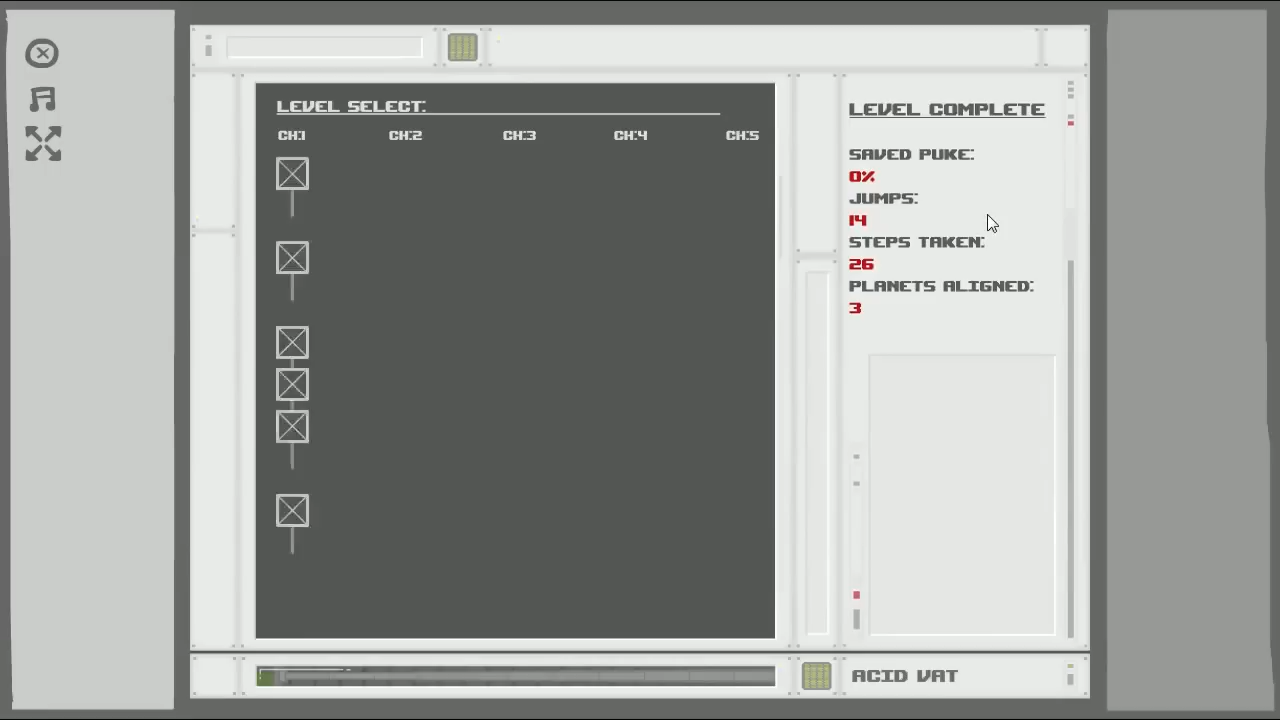 LEVEL SELECT:
CH:1 CH:2 CH:3 CH:4 CH:5
LEVEL COMPLETE
SAVED PUKE:
0%
JUMPS:
14
STEPS TAKEN:
26
PLANETS ALIGNED:
3
ACID VAT